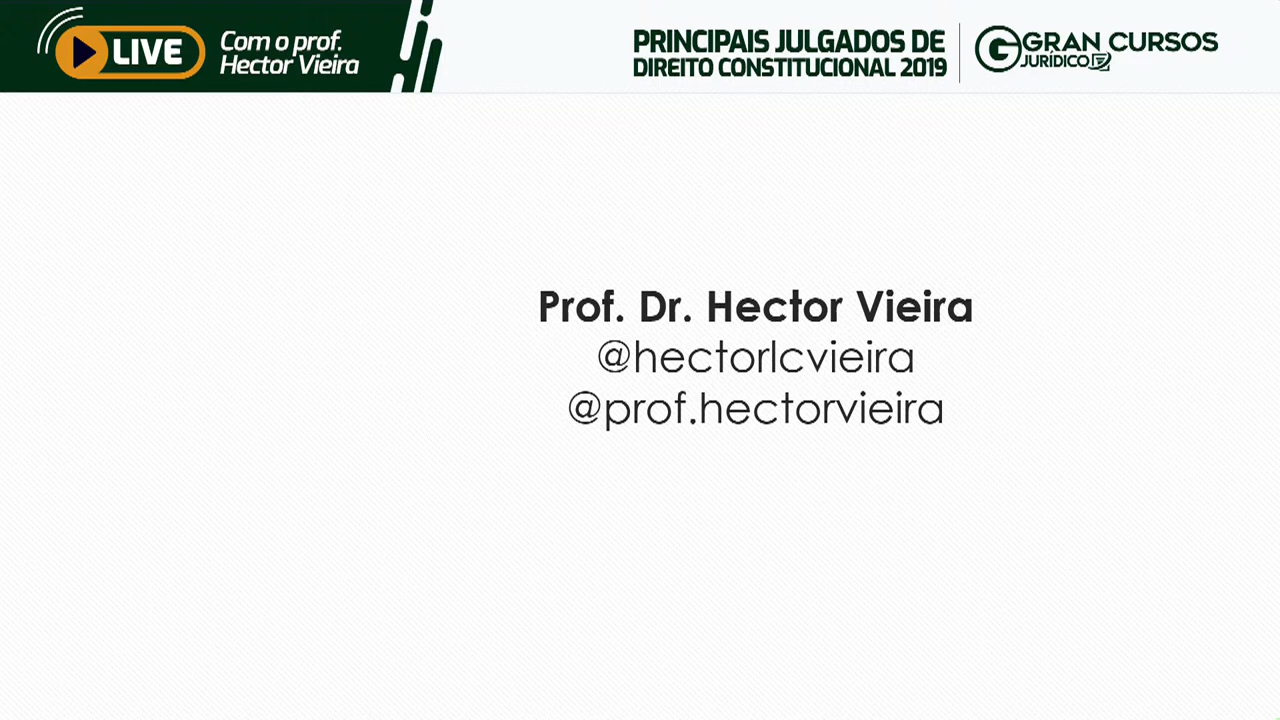 LIVE
Com o prof.
Hector Vieira
PRINCIPAIS JULGADOS DE
DIREITO CONSTITUCIONAL 2019
GRAN CURSOS
JURÍDICO
Prof. Dr. Hector Vieira
@hectorlcvieira
@prof.hectorvieira